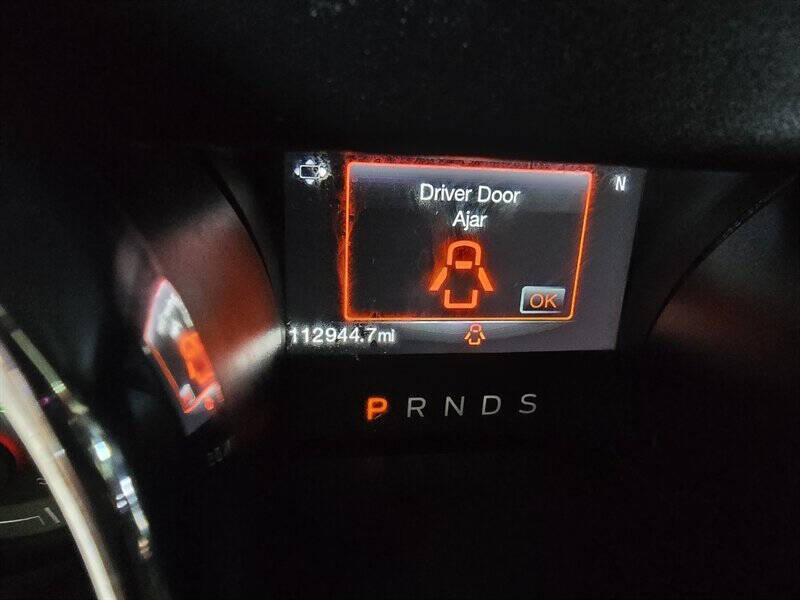 Driver Door
N
Ajar
OK
112944.7mi
P R N D S